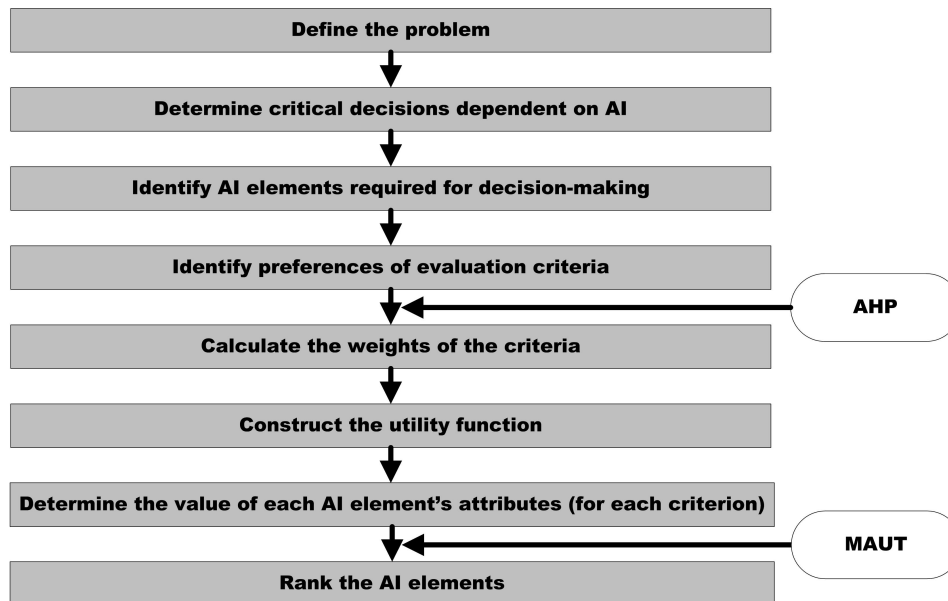 Define the problem
Determine critical decisions dependent on AI
Identify AI elements required for decision-making
Identify preferences of evaluation criteria
AHP
Calculate the weights of the criteria
Construct the utility function
Determine the value of each AI element’s attributes (for each criterion)
MAUT
Rank the AI elements